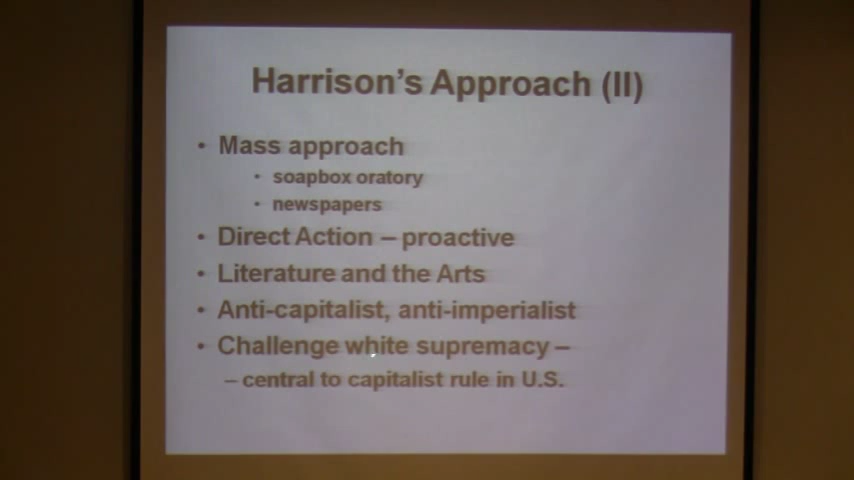 Harrison's Approach (II)
• Mass approach
• soapbox oratory
• newspapers
• Direct Action – proactive
• Literature and the Arts
• Anti-capitalist, anti-imperialist
• Challenge white supremacy –
– central to capitalist rule in U.S.